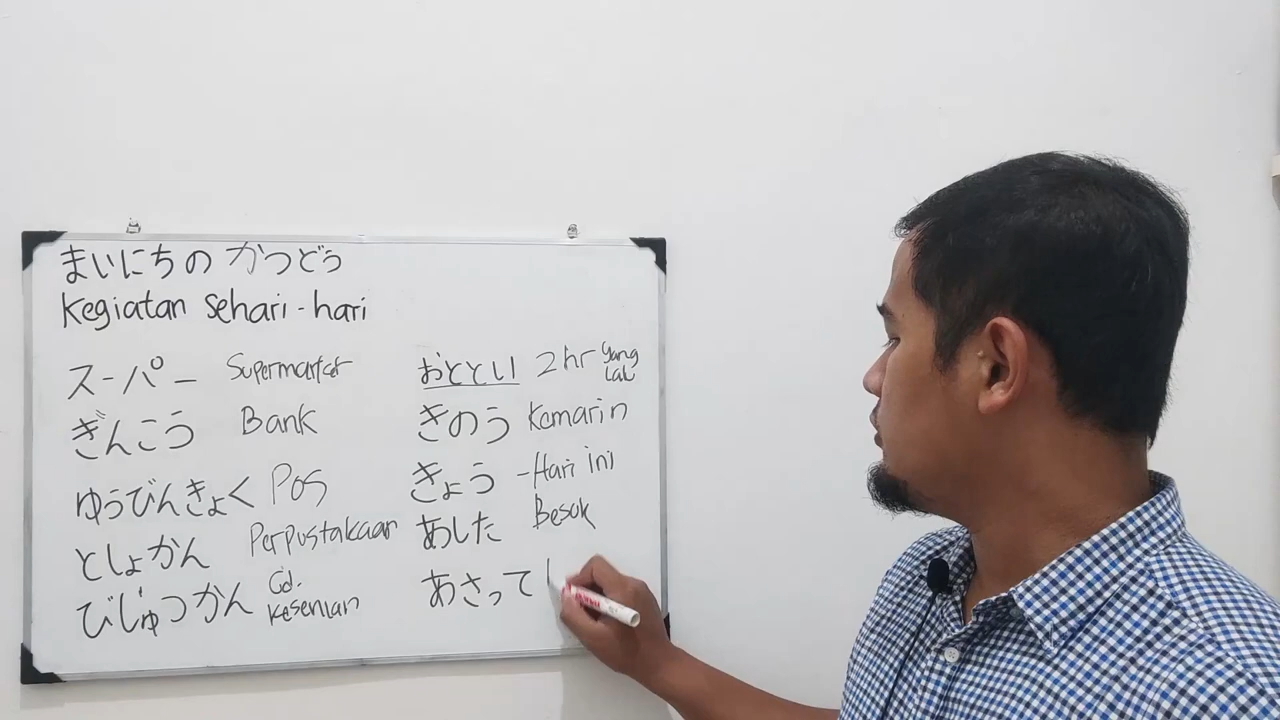 まいにちの かつどう
Kegiatan Sehari-hari
スーパー Supermarket
ぎんこう Bank
ゆうびんきょく Pos
としょかん Perpustakaan
びじゅつかん Gd. Kesenian
おととい 2 hr yang Lalu
きのう Kemarin
きょう -Hari ini
あした Besok
あさって